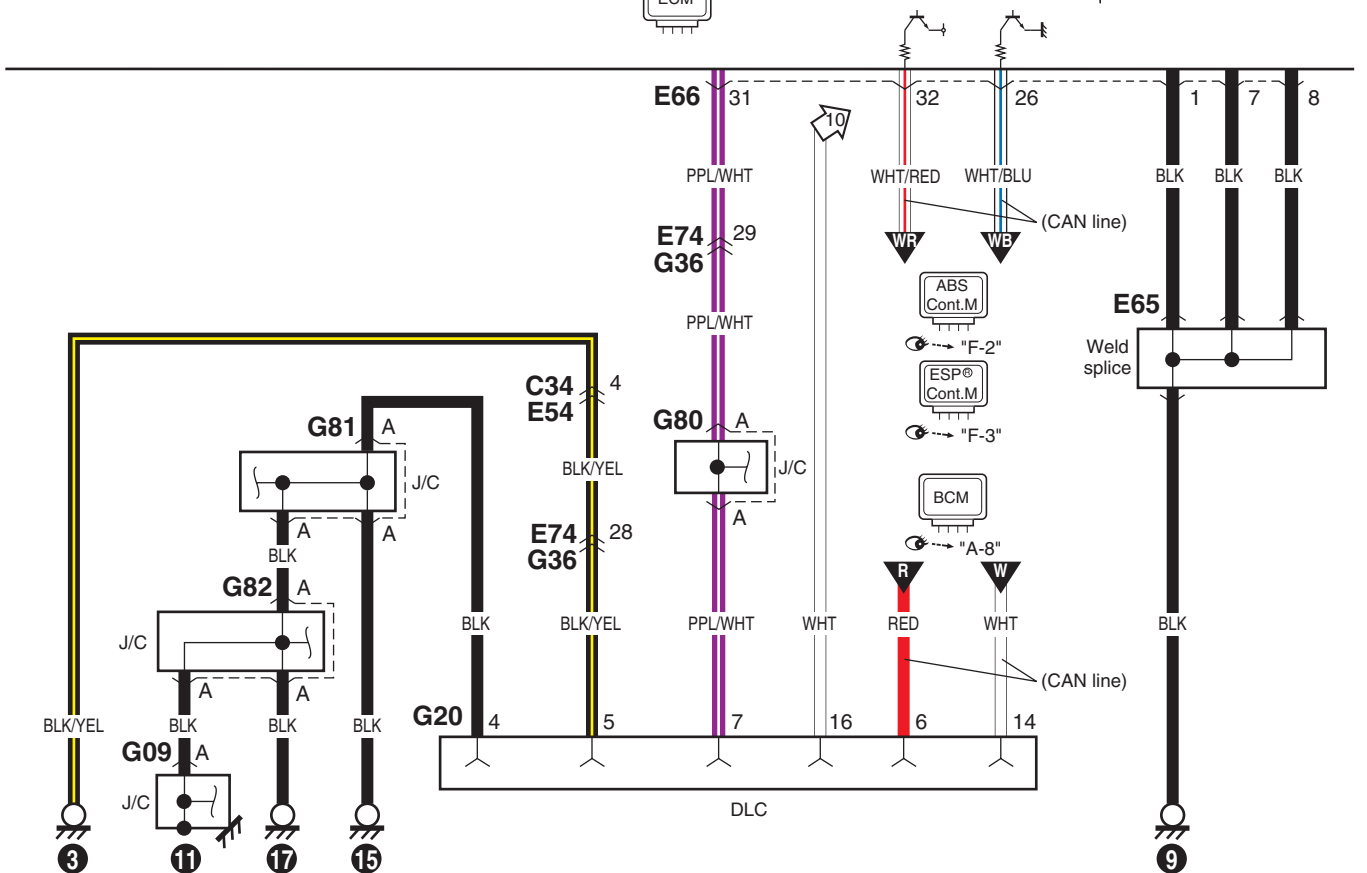 ECM
E66 31 32 26 1 7 8
10
PPL/WHT WHT/RED WHT/BLU BLK BLK BLK
(CAN line)
E74 29
G36
WR WB
ABS
Cont.M
"F-2"
E65
PPL/WHT
Weld
splice
ESP®
Cont.M
"F-3"
C34 4
E54
G81 A
G80 A
J/C
J/C
BLK/YEL
BCM
"A-8"
A A
A
BLK
E74 28
G36
R W
G82 A
J/C
BLK BLK/YEL PPL/WHT WHT RED WHT BLK
(CAN line)
A A
BLK/YEL BLK BLK BLK
G20 4 5 7 16 6 14
G09 A
J/C
DLC
3 11 17 15 9